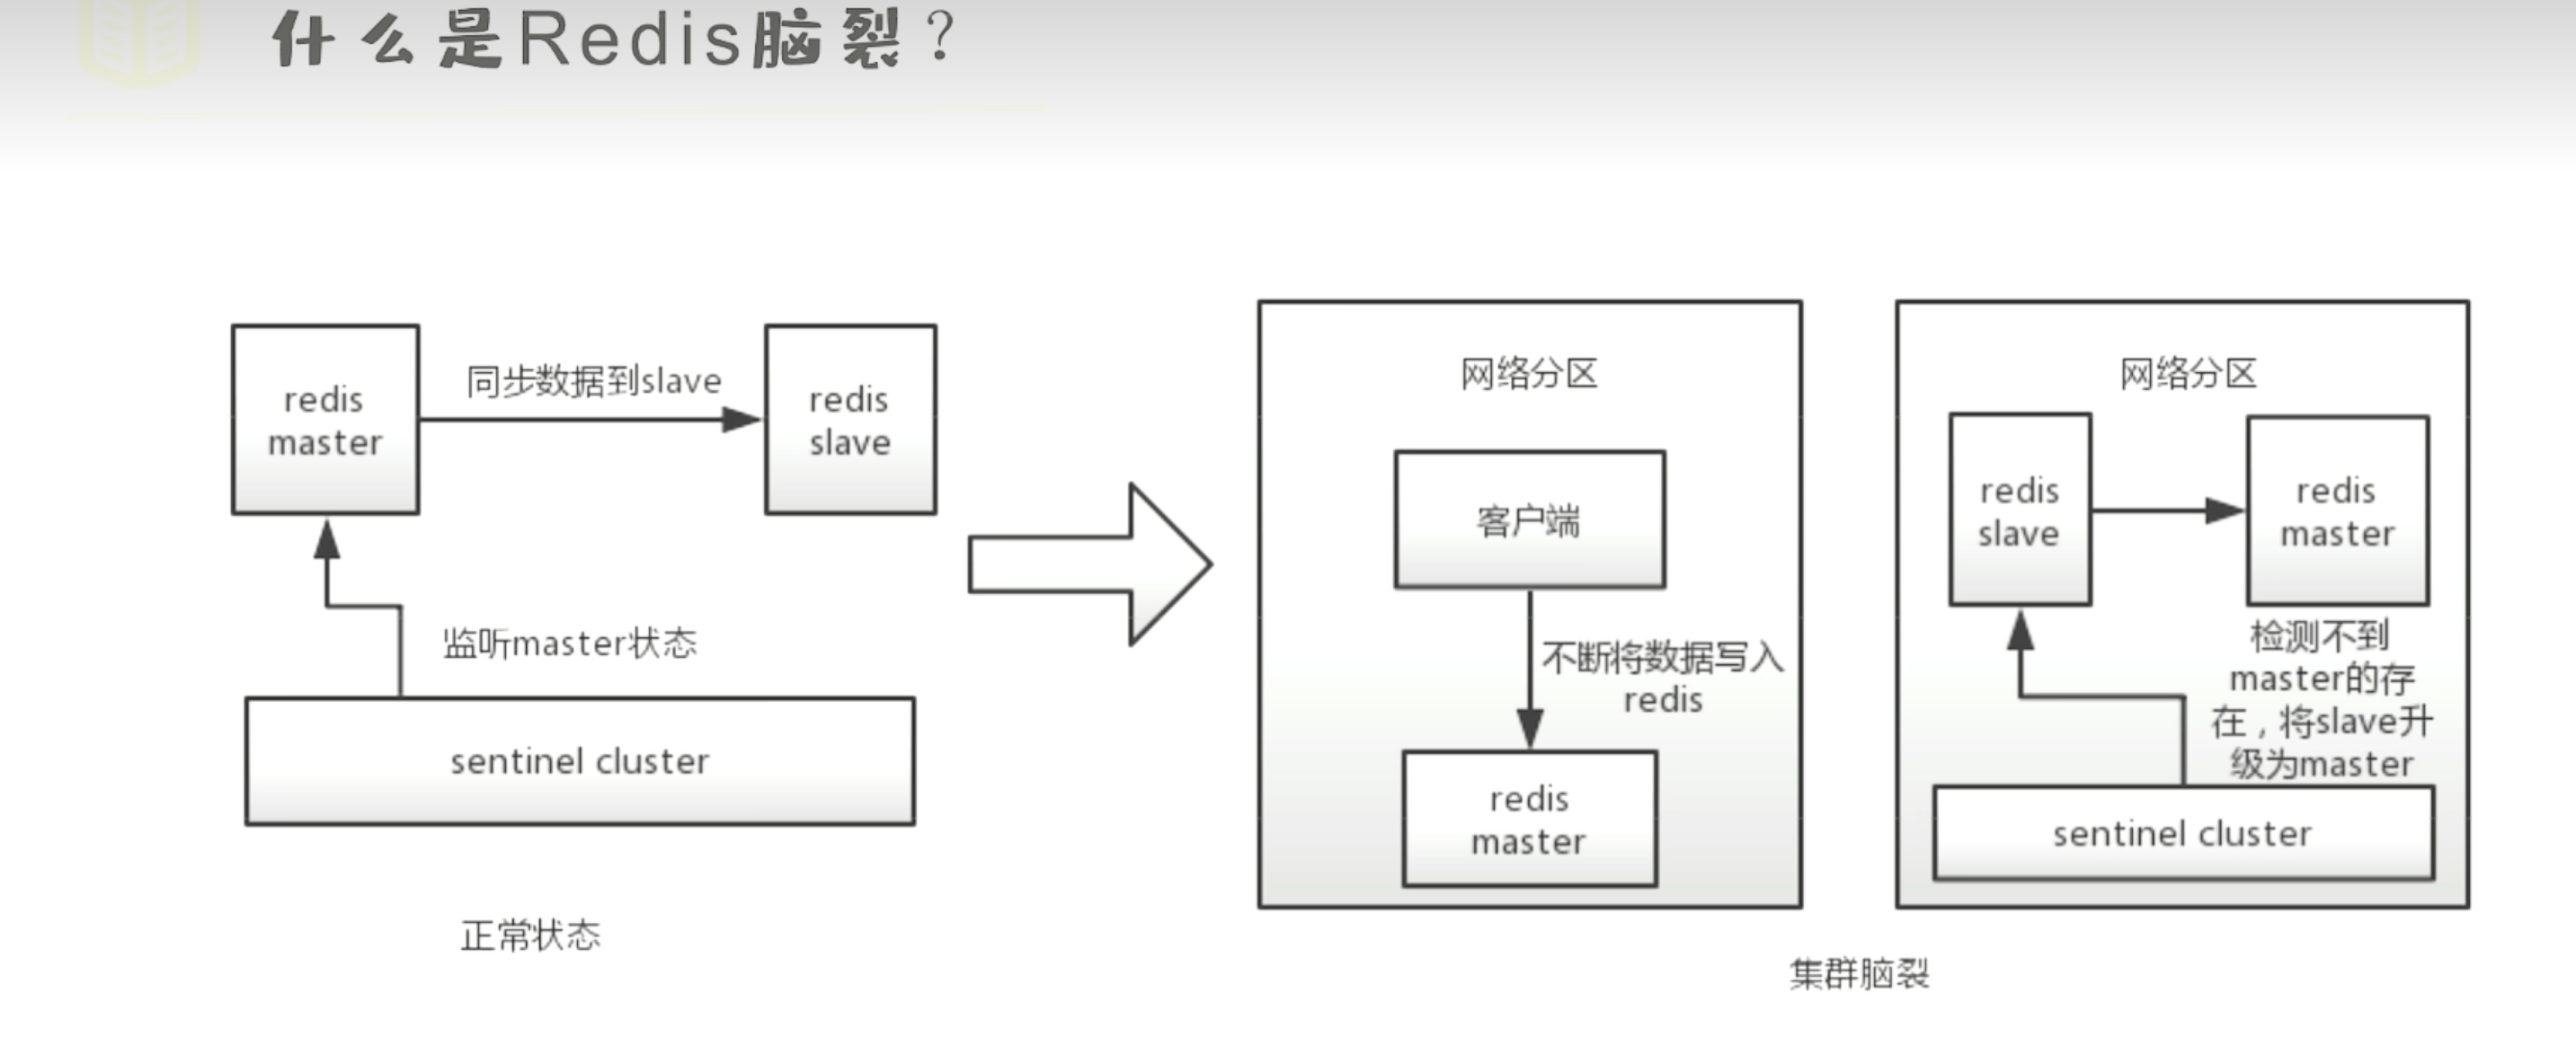 什么是Redis脑裂？
redis
master
同步数据到slave
redis
slave
监听master状态
sentinel cluster
正常状态
网络分区
客户端
不断将数据写入
redis
redis
master
网络分区
redis
slave
redis
master
检测不到
master的存
在，将slave升
级为master
sentinel cluster
集群脑裂